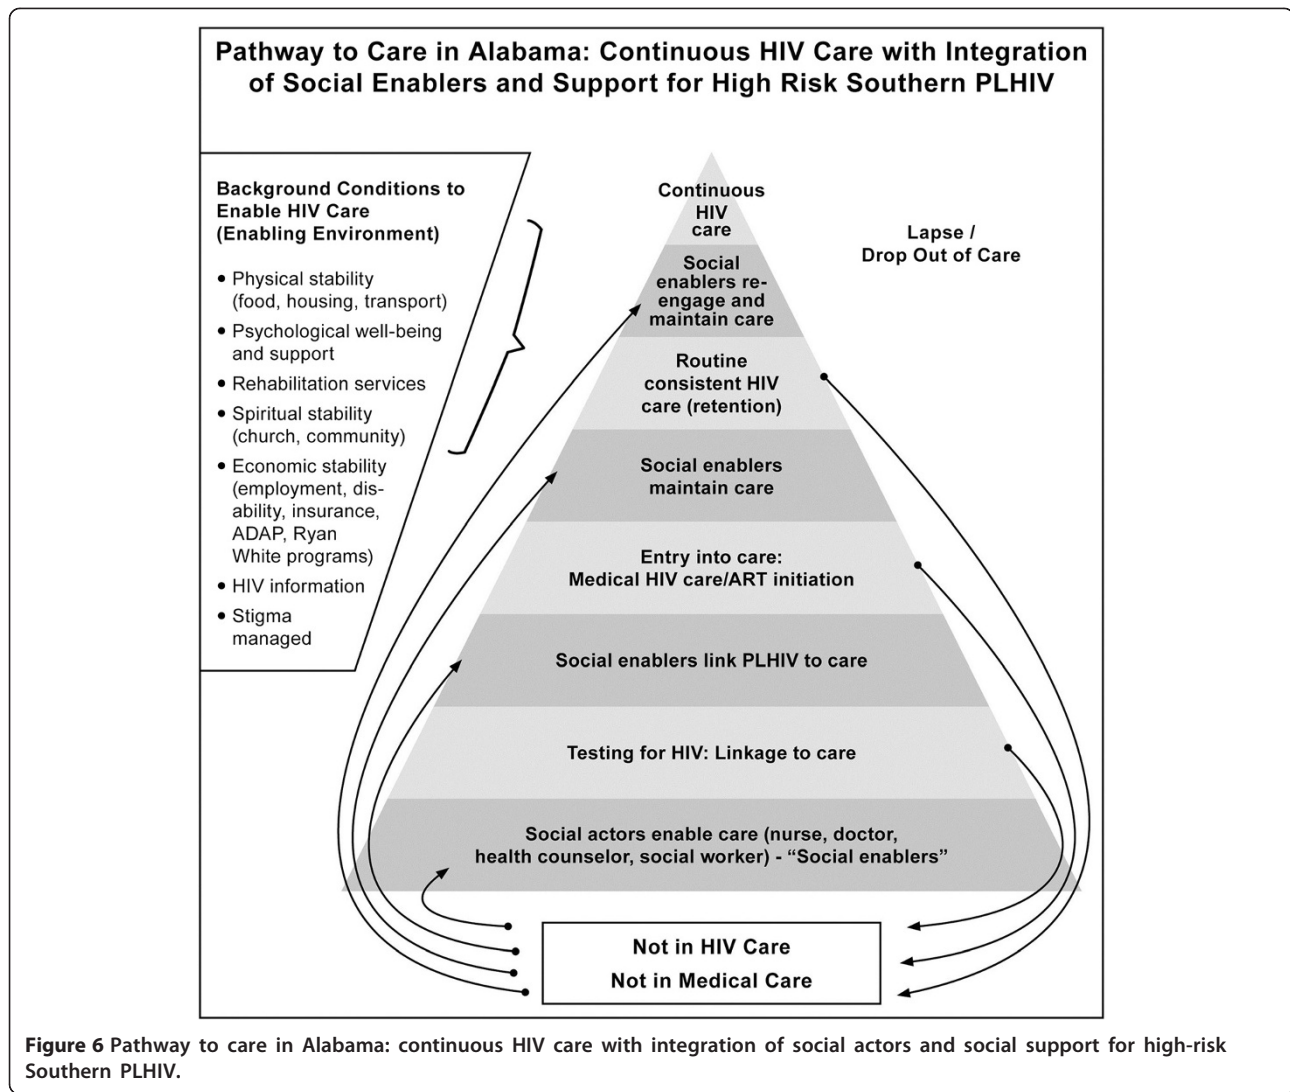 Pathway to Care in Alabama: Continuous HIV Care with Integration
of Social Enablers and Support for High Risk Southern PLHIV
Background Conditions to
Enable HIV Care
(Enabling Environment)
• Physical stability
(food, housing, transport)
• Psychological well-being
and support
• Rehabilitation services
• Spiritual stability
(church, community)
• Economic stability
(employment, dis-
ability, insurance,
ADAP, Ryan
White programs)
• HIV information
• Stigma
managed
Continuous
HIV
care
Social
enablers re-
engage and
maintain care
Routine
consistent HIV
care (retention)
Social enablers
maintain care
Entry into care:
Medical HIV care/ART initiation
Social enablers link PLHIV to care
Testing for HIV: Linkage to care
Social actors enable care (nurse, doctor,
health counselor, social worker) - “Social enablers”
Lapse /
Drop Out of Care
Not in HIV Care
Not in Medical Care
Figure 6 Pathway to care in Alabama: continuous HIV care with integration of social actors and social support for high-risk
Southern PLHIV.